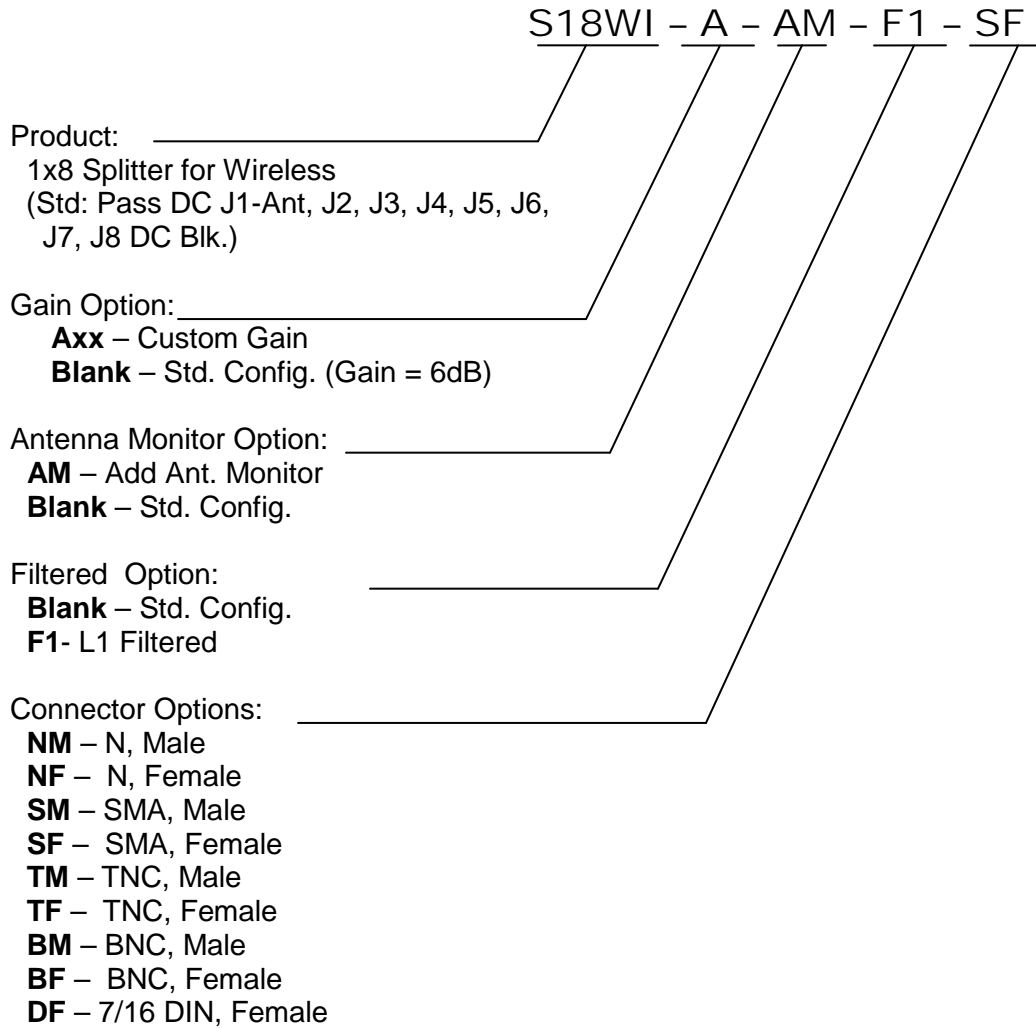 S18WI – A – AM – F1 – SF
Product:
1x8 Splitter for Wireless
(Std: Pass DC J1-Ant, J2, J3, J4, J5, J6,
J7, J8 DC Blk.)
Gain Option:
Axx – Custom Gain
Blank – Std. Config. (Gain = 6dB)
Antenna Monitor Option:
AM – Add Ant. Monitor
Blank – Std. Config.
Filtered  Option:
Blank – Std. Config.
F1- L1 Filtered
Connector Options:
NM – N, Male
NF –  N, Female
SM – SMA, Male
SF –  SMA, Female
TM – TNC, Male
TF –  TNC, Female
BM – BNC, Male
BF –  BNC, Female
DF – 7/16 DIN, Female